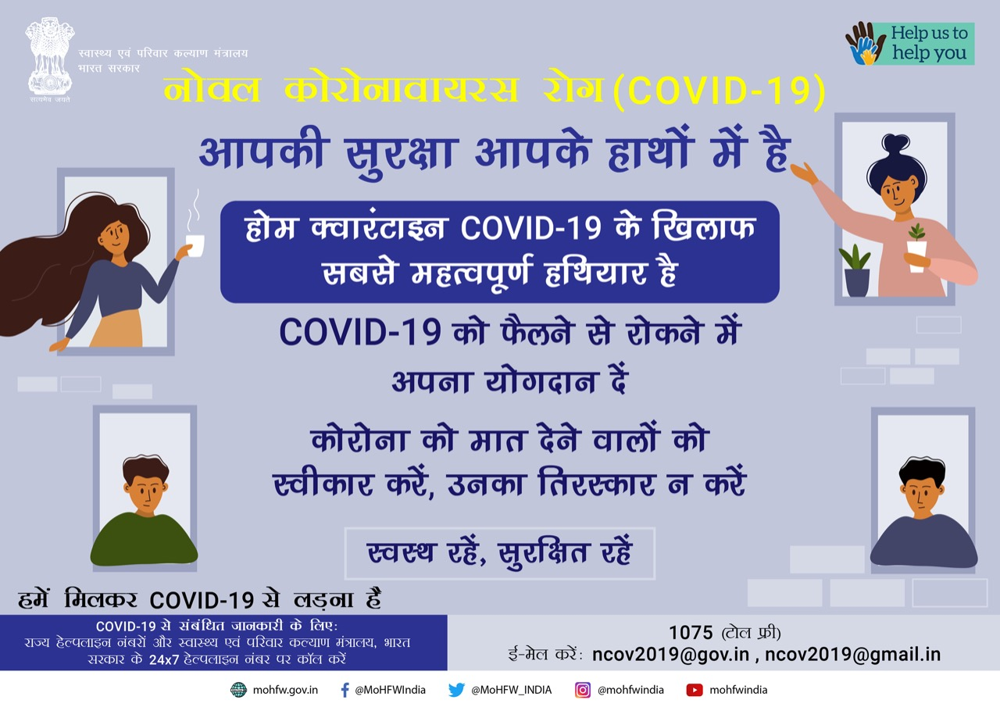 स्वास्थ्य एवं परिवार कल्याण मंत्रालय
भारत सरकार
सत्यमेव जयते
Help us to
help you
नोवल कोरोनावायरस रोग (COVID-19)
आपकी सुरक्षा आपके हाथों में है
होम क्वारंटाइन COVID-19 के खिलाफ
सबसे महत्वपूर्ण हथियार है
COVID-19 को फैलने से रोकने में
अपना योगदान दें
कोरोना को मात देने वालों को
स्वीकार करें, उनका तिरस्कार न करें
स्वस्थ रहें, सुरक्षित रहें
हमें मिलकर COVID-19 से लड़ना है
COVID-19 से संबंधित जानकारी के लिए:
राज्य हेल्पलाइन नंबरों और स्वास्थ्य एवं परिवार कल्याण मंत्रालय, भारत
सरकार के 24x7 हेल्पलाइन नंबर पर कॉल करें
1075 (टोल फ्री)
ई-मेल करें: ncov2019@gov.in , ncov2019@gmail.in
mohfw.gov.in @MoHFWIndia @MoHFW_INDIA @mohfwindia mohfwindia